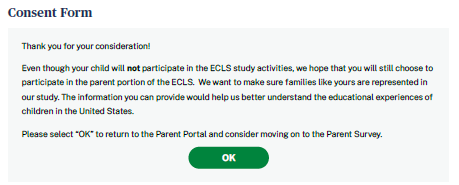 Consent Form
Thank you for your consideration!
Even though your child will not participate in the ECLS study activities, we hope that you will still choose to
participate in the parent portion of the ECLS. We want to make sure families like yours are represented in
our study. The information you can provide would help us better understand the educational experiences of
children in the United States.
Please select "OK" to return to the Parent Portal and consider moving on to the Parent Survey.
OK